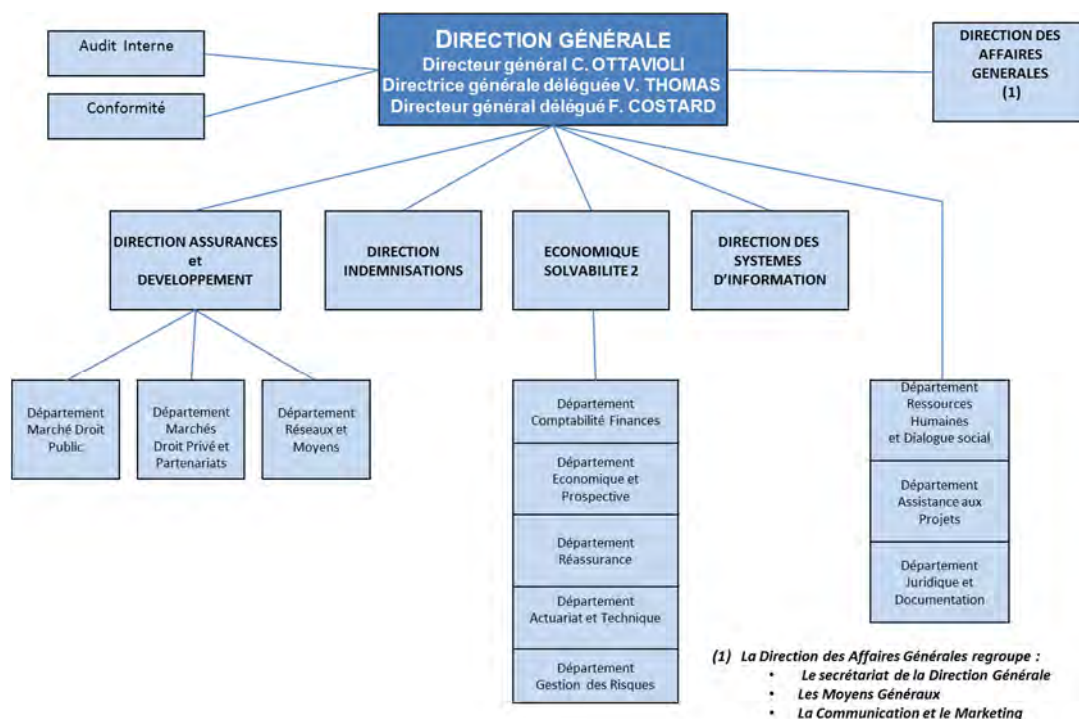 Audit Interne
Conformité
DIRECTION GÉNÉRALE
Directeur général C. OTTAVIOLI
Directrice générale déléguée V. THOMAS
Directeur général délégué F. COSTARD
DIRECTION DES
AFFAIRES
GENERALES
(1)
DIRECTION ASSURANCES
et
DEVELOPPEMENT
DIRECTION
INDEMNISATIONS
ECONOMIQUE
SOLVABILITE 2
DIRECTION DES
SYSTEMES
D'INFORMATION
Département
Marché Droit
Public
Département
Marchés
Droit Privé et
Partenariats
Département
Réseaux et
Moyens
Département
Comptabilité Finances
Département
Economique et
Prospective
Département
Réassurance
Département
Actuariat et Technique
Département
Gestion des Risques
Département
Ressources
Humaines
et Dialogue social
Département
Assistance aux
Projets
Département
Juridique et
Documentation
(1) La Direction des Affaires Générales regroupe :
• Le secrétariat de la Direction Générale
• Les Moyens Généraux
• La Communication et le Marketing